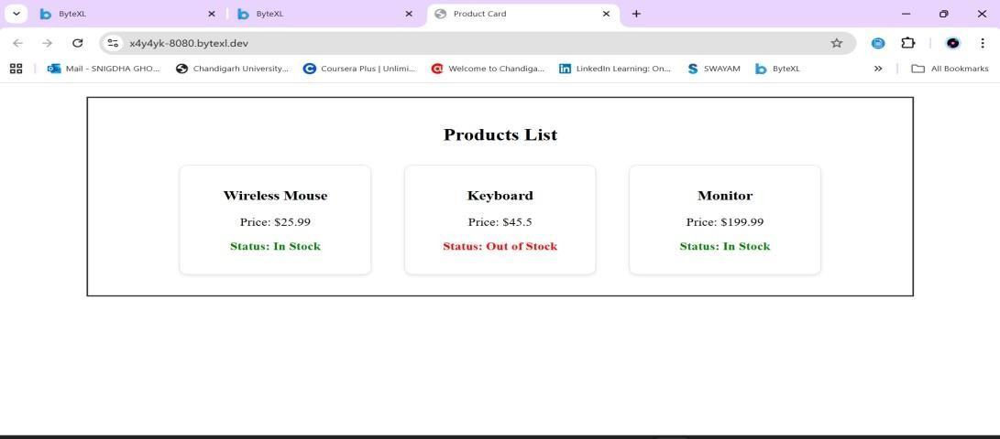 ByteXL
ByteXL
Product Card
x4y4yk-8080.bytexl.dev
Mail - SNIGDHA GHO...
Chandigarh University...
Coursera Plus | Unlimi...
Welcome to Chandiga...
LinkedIn Learning: On...
SWAYAM
ByteXL
All Bookmarks
Products List
Wireless Mouse
Price: $25.99
Status: In Stock
Keyboard
Price: $45.5
Status: Out of Stock
Monitor
Price: $199.99
Status: In Stock